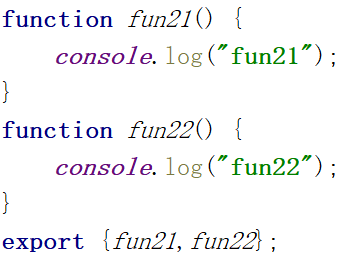 function fun21() {
    console.log("fun21");
}
function fun22() {
    console.log("fun22");
}
export {fun21,fun22};